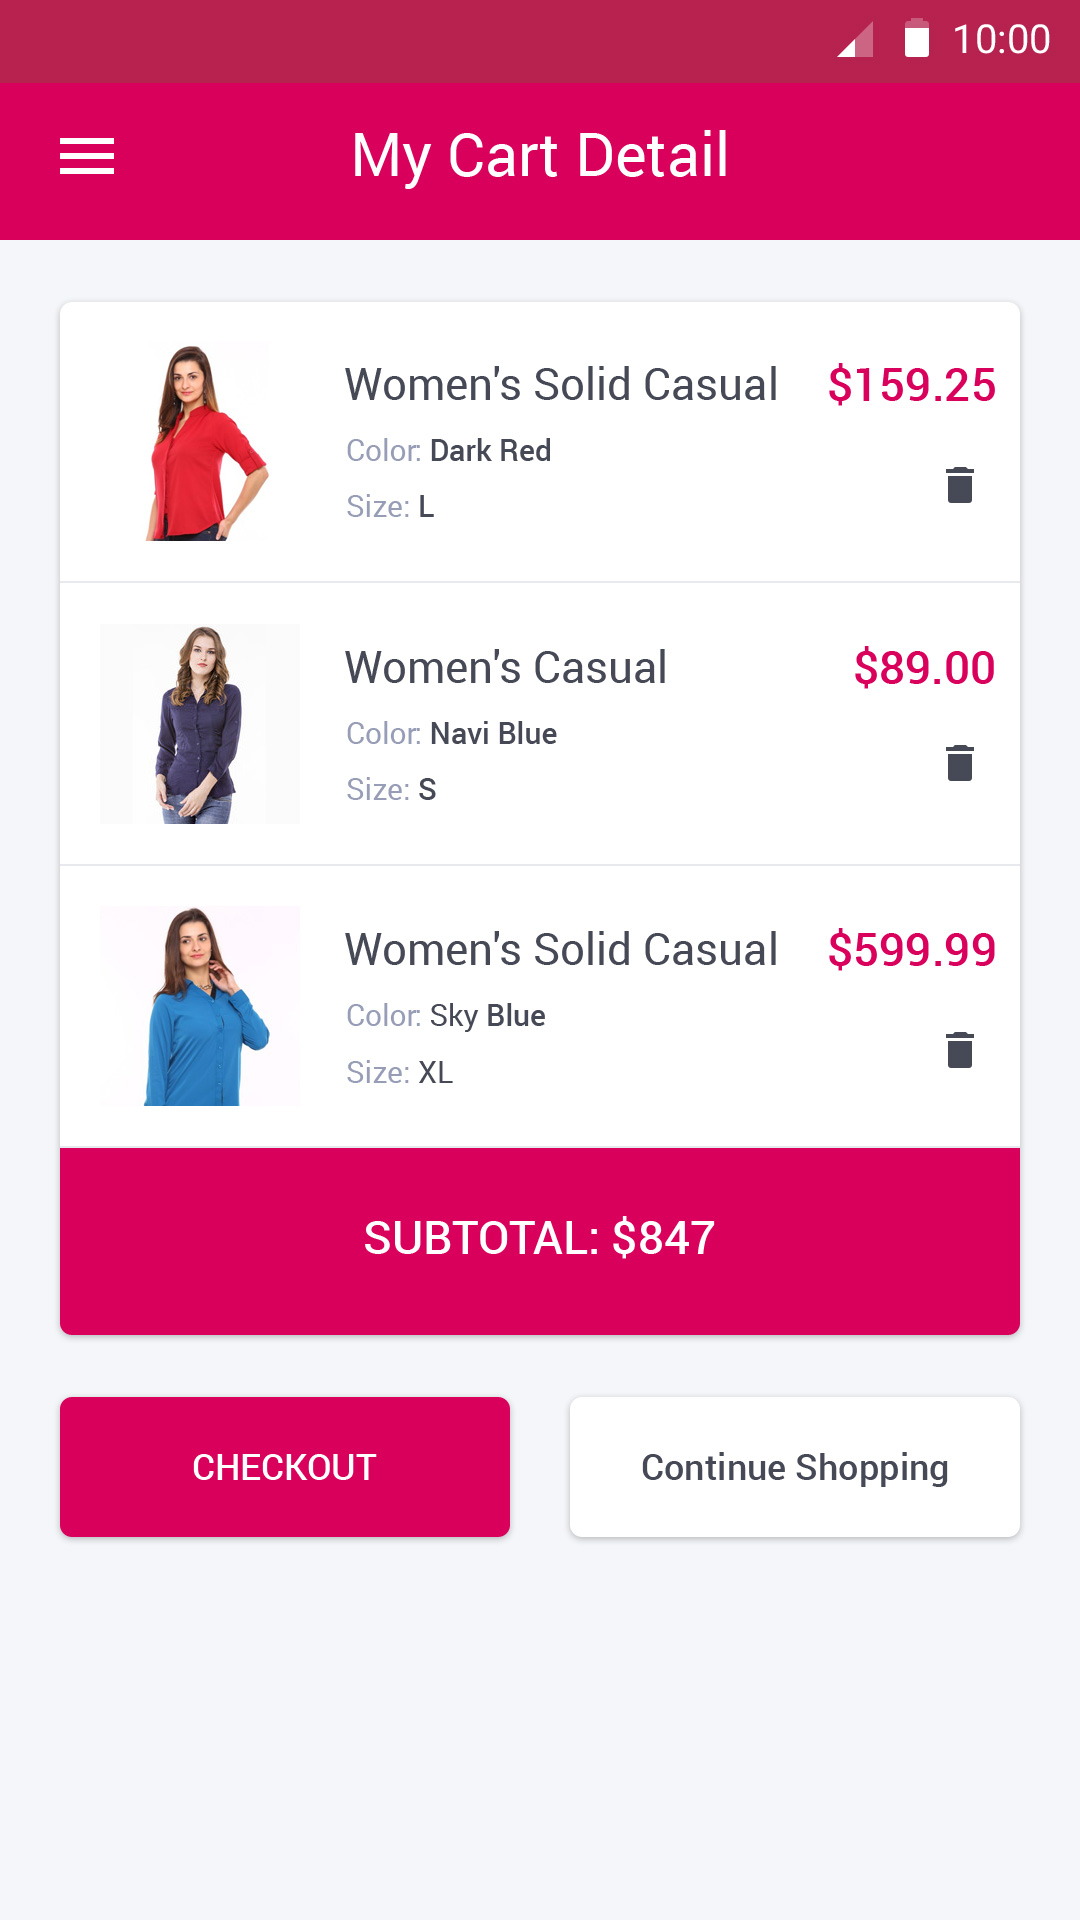 10:00
My Cart Detail
Women's Solid Casual $159.25
Color: Dark Red
Size: L
Women's Casual $89.00
Color: Navi Blue
Size: S
Women's Solid Casual $599.99
Color: Sky Blue
Size: XL
SUBTOTAL: $847
CHECKOUT Continue Shopping